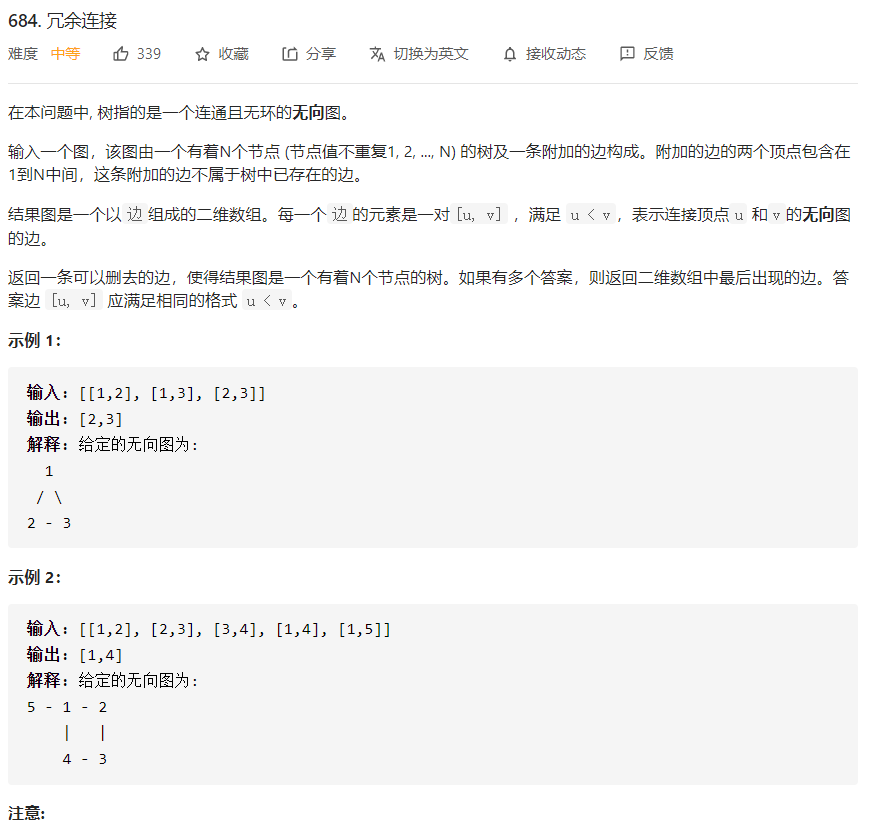 684. 冗余连接
难度 中等 339 收藏 分享 切换为英文 接收动态 反馈
在本问题中, 树指的是一个连通且无环的无向图。
输入一个图，该图由一个有着N个节点 (节点值不重复1, 2, ..., N) 的树及一条附加的边构成。附加的边的两个顶点包含在
1到N中间，这条附加的边不属于树中已存在的边。
结果图是一个以 边 组成的二维数组。每一个 边 的元素是一对 [u, v] ，满足 u < v ，表示连接顶点 u 和 v 的无向图
的边。
返回一条可以删去的边，使得结果图是一个有着N个节点的树。如果有多个答案，则返回二维数组中最后出现的边。答
案边 [u, v] 应满足相同的格式 u < v 。
示例 1：
输入: [[1,2], [1,3], [2,3]]
输出: [2,3]
解释: 给定的无向图为:
1
/ \
2 - 3
示例 2：
输入: [[1,2], [2,3], [3,4], [1,4], [1,5]]
输出: [1,4]
解释: 给定的无向图为:
5 - 1 - 2
| |
4 - 3
注意: